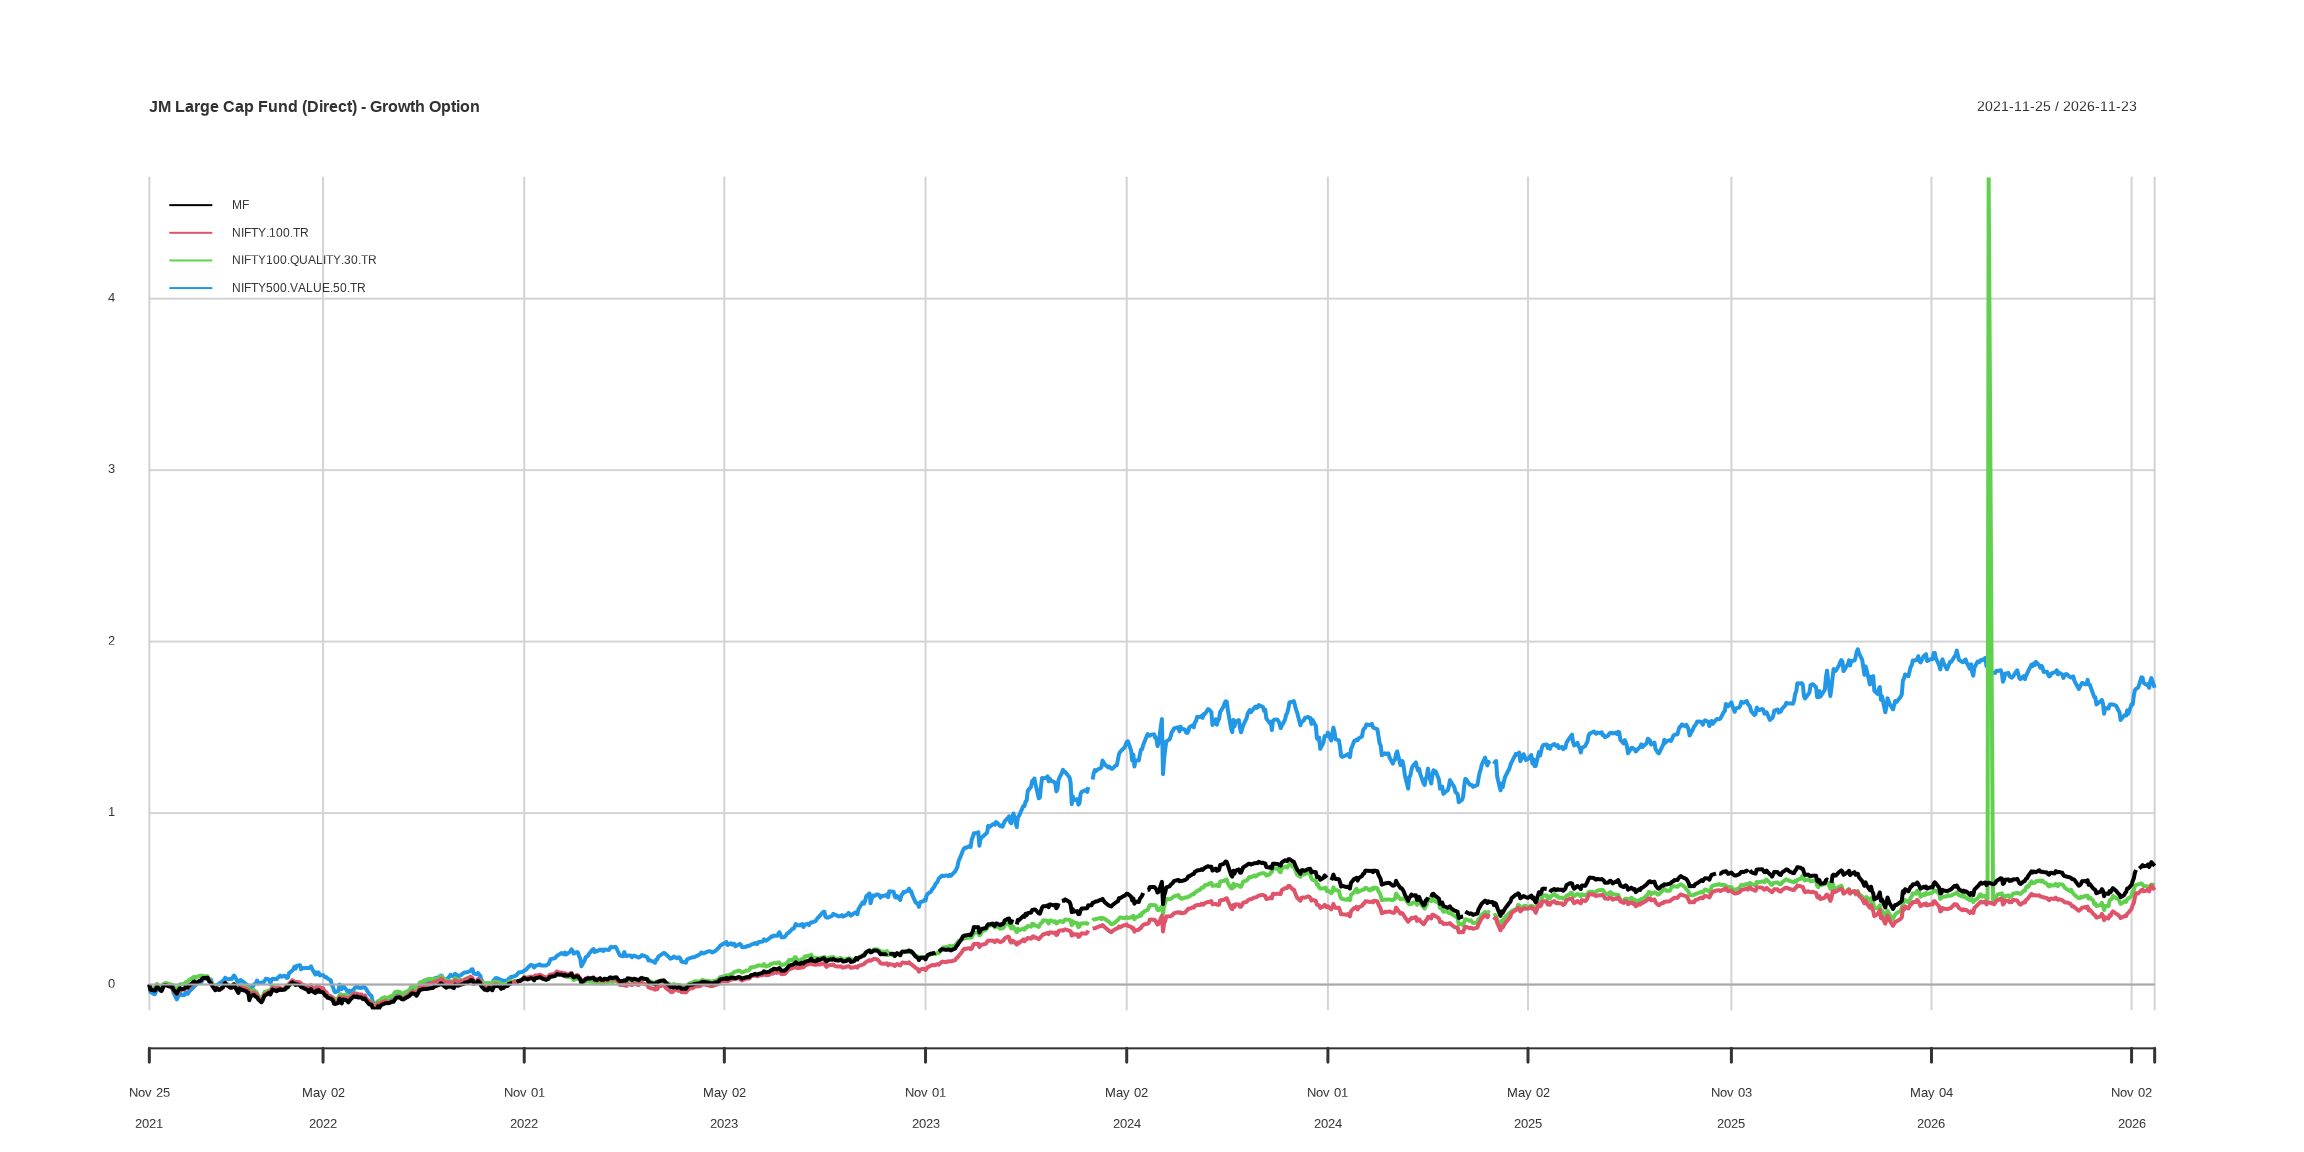 JM Large Cap Fund (Direct) - Growth Option
2021-11-25 / 2026-11-23
MF
NIFTY.100.TR
NIFTY100.QUALITY.30.TR
NIFTY500.VALUE.50.TR
4
3
2
1
0
Nov 25 May 02 Nov 01 May 02 Nov 01 May 02 Nov 01 May 02 Nov 03 May 04 Nov 02
2021 2022 2022 2023 2023 2024 2024 2025 2025 2026 2026